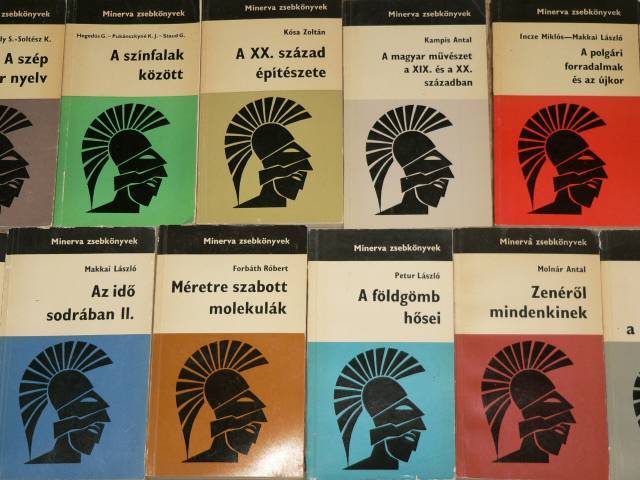 Minerva zsebkönyvek
ly S.-Soltész K.
A szép
r nyelv
Minerva zsebkönyvek
Hegedüs G. – Pukánszkyné K. J. – Staud G.
A színfalak
között
Minerva zsebkönyvek
Kósa Zoltán
A XX. század
építészete
Minerva zsebkönyvek
Kampis Antal
A magyar művészet
a XIX. és a XX.
században
Minerva zsebkönyvek
Incze Miklós—Makkai László
A polgári
forradalmak
és az újkor
Minerva zsebkönyvek
Makkai László
Az idő
sodrában II.
Minerva zsebkönyvek
Forbáth Róbert
Méretre szabott
molekulák
Minerva zsebkönyvek
Petur László
A földgömb
hősei
Minerva zsebkönyvek
Molnár Antal
Zenéről
mindenkinek
a